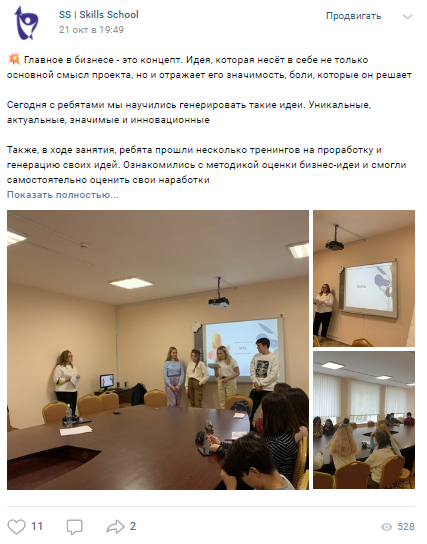 SS | Skills School
Продвигать
21 окт в 19:49
💥 Главное в бизнесе - это концепт. Идея, которая несёт в себе не только
основной смысл проекта, но и отражает его значимость, боли, которые он решает
Сегодня с ребятами мы научились генерировать такие идеи. Уникальные,
актуальные, значимые и инновационные
Также, в ходе занятия, ребята прошли несколько тренингов на проработку и
генерацию своих идей. Ознакомились с методикой оценки бизнес-идеи и смогли
самостоятельно оценить свои наработки
Показать полностью...
11
2
528